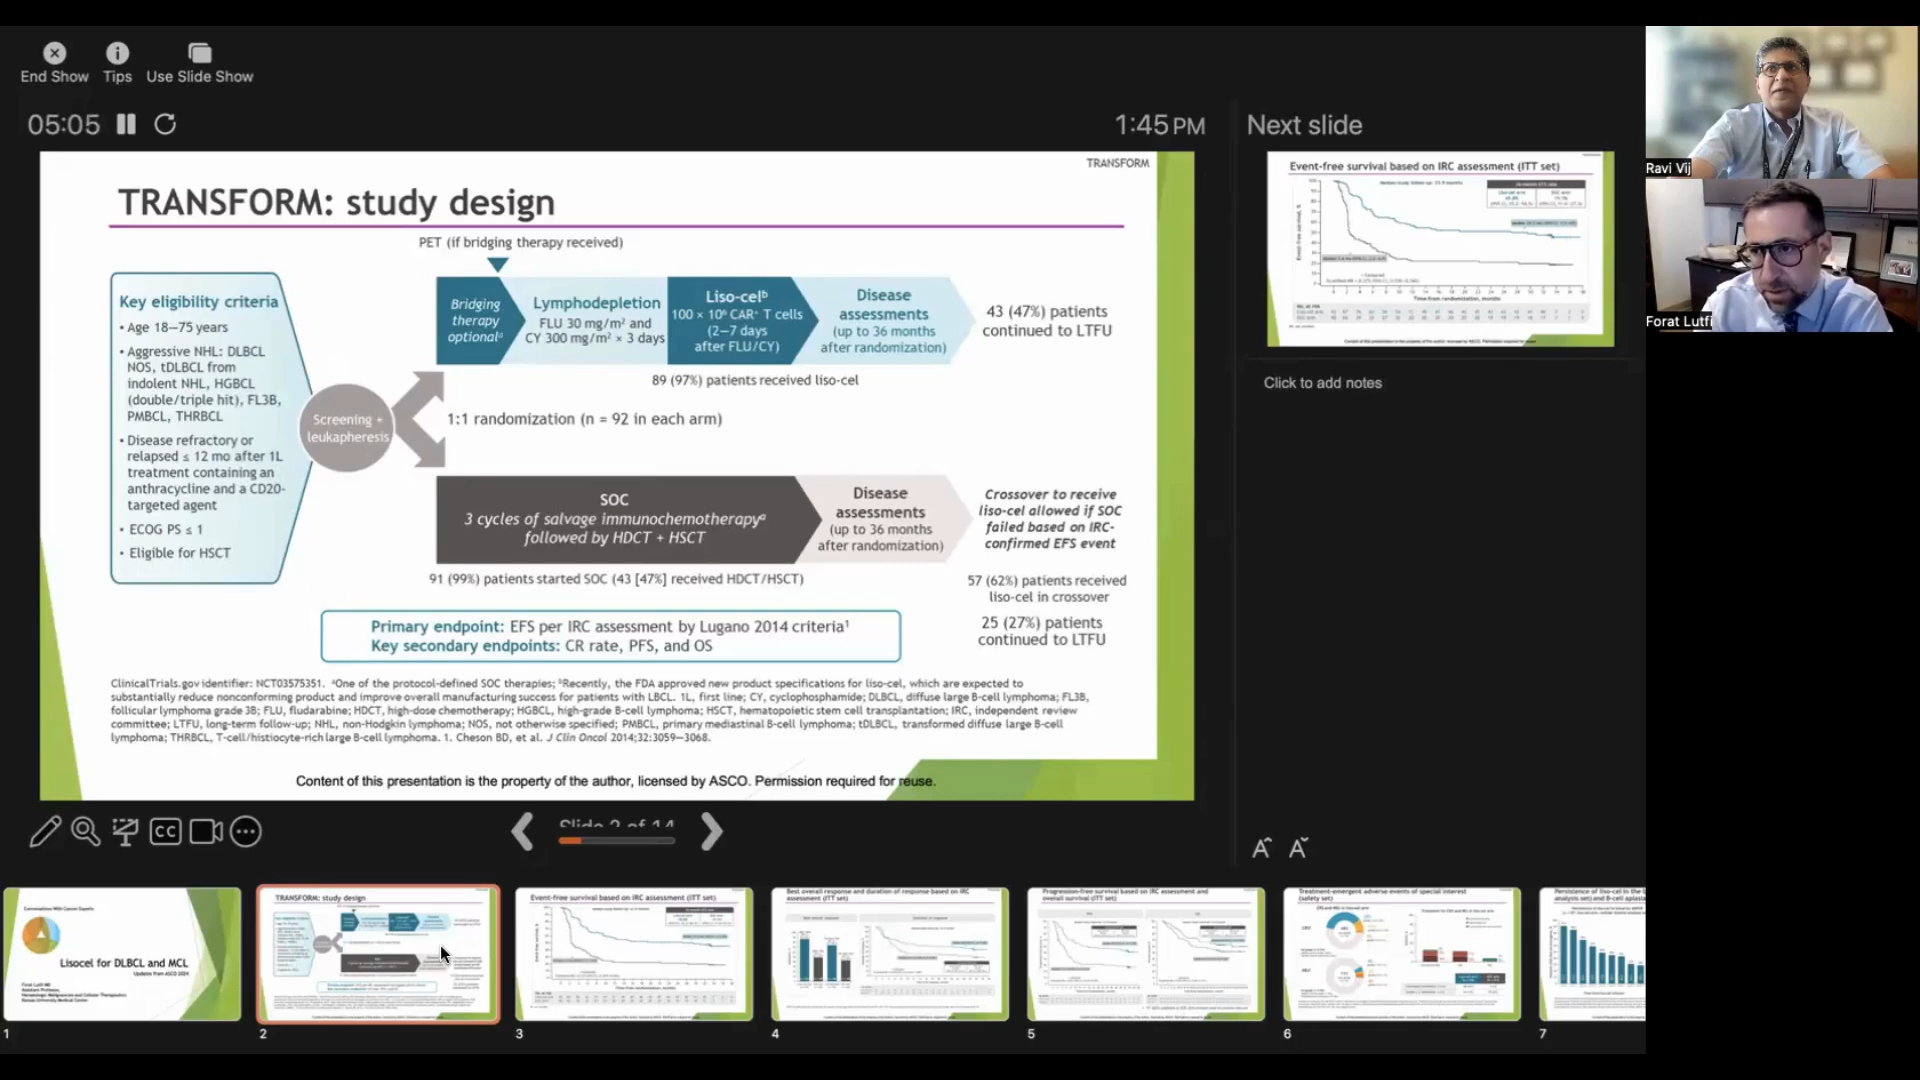 End Show
Tips
Use Slide Show
05:05
1:45 PM
Next slide
TRANSFORM
TRANSFORM: study design
PET (if bridging therapy received)
Key eligibility criteria
• Age 18–75 years
• Aggressive NHL: DLBCL
NOS, tDLBCL from
indolent NHL, HGBCL
(double/triple hit), FL3B,
PMBCL, THRBCL
• Disease refractory or
relapsed ≤ 12 mo after 1L
treatment containing an
anthracycline and a CD20-
targeted agent
• ECOG PS ≤ 1
• Eligible for HSCT
Screening +
leukapheresis
Bridging
therapy
optionalᵃ
Lymphodepletion
FLU 30 mg/m² and
CY 300 mg/m² × 3 days
Liso-celᵇ
100 × 10⁶ CAR⁺ T cells
(2–7 days
after FLU/CY)
Disease
assessments
(up to 36 months
after randomization)
43 (47%) patients
continued to LTFU
89 (97%) patients received liso-cel
1:1 randomization (n = 92 in each arm)
SOC
3 cycles of salvage immunochemotherapyᵃ
followed by HDCT + HSCT
Disease
assessments
(up to 36 months
after randomization)
Crossover to receive
liso-cel allowed if SOC
failed based on IRC-
confirmed EFS event
91 (99%) patients started SOC (43 [47%] received HDCT/HSCT)
57 (62%) patients received
liso-cel in crossover
25 (27%) patients
continued to LTFU
Primary endpoint: EFS per IRC assessment by Lugano 2014 criteria¹
Key secondary endpoints: CR rate, PFS, and OS
ClinicalTrials.gov identifier: NCT03575351. ᵃOne of the protocol-defined SOC therapies; ᵇRecently, the FDA approved new product specifications for liso-cel, which are expected to
substantially reduce nonconforming product and improve overall manufacturing success for patients with LBCL. 1L, first line; CY, cyclophosphamide; DLBCL, diffuse large B-cell lymphoma; FL3B,
follicular lymphoma grade 3B; FLU, fludarabine; HDCT, high-dose chemotherapy; HGBCL, high-grade B-cell lymphoma; HSCT, hematopoietic stem cell transplantation; IRC, independent review
committee; LTFU, long-term follow-up; NHL, non-Hodgkin lymphoma; NOS, not otherwise specified; PMBCL, primary mediastinal B-cell lymphoma; tDLBCL, transformed diffuse large B-cell
lymphoma; THRBCL, T-cell/histiocyte-rich large B-cell lymphoma. 1. Cheson BD, et al. J Clin Oncol 2014;32:3059–3068.
Content of this presentation is the property of the author, licensed by ASCO. Permission required for reuse.
Event-free survival based on IRC assessment (ITT set)
Event-free survival, %
Time from randomization, months
Click to add notes
Ravi Vij
Forat Lutfi
CC
Slide 2 of 14
Conversations With Cancer Experts
Lisocel for DLBCL and MCL
Updates from ASCO 2024
Forat Lutfi MD
Assistant Professor,
Hematologic Malignancies and Cellular Therapeutics
Kansas University Medical Center
1
TRANSFORM: study design
2
Event-free survival based on IRC assessment (ITT set)
3
Best overall response and duration of response based on IRC
assessment (ITT set)
4
Progression-free survival based on IRC assessment and
overall survival (ITT set)
5
Treatment-emergent adverse events of special interest
(safety set)
6
7